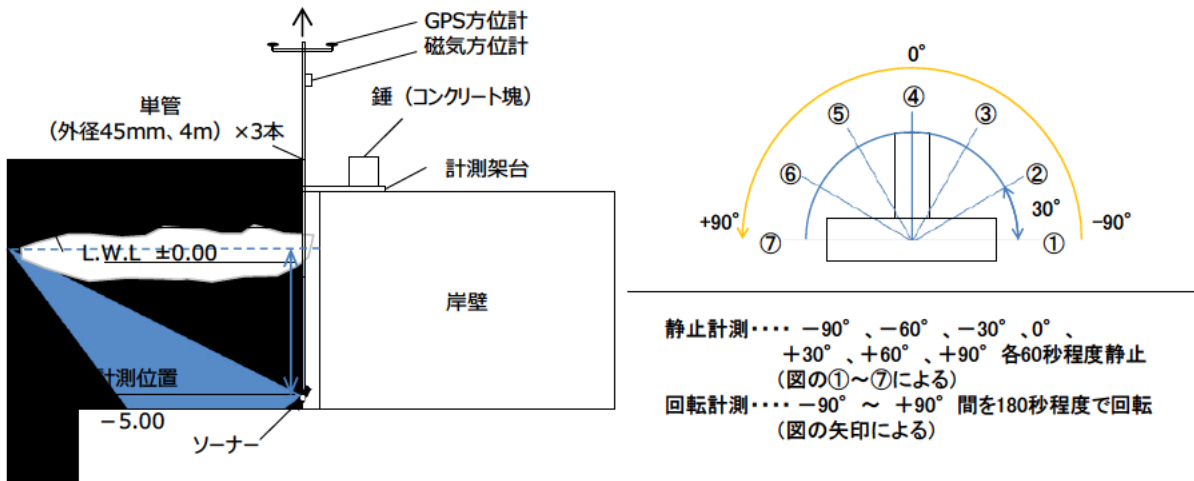 GPS方位計
磁気方位計
錘（コンクリート塊）
単管
（外径45mm、4m）×3本
計測架台
L.W.L ±0.00
岸壁
計測位置
−5.00
ソーナー
0°
④
⑤
③
⑥
②
30°
+90°
−90°
⑦
①
静止計測････ −90° 、−60° 、−30° 、0° 、
＋30° 、＋60° 、＋90° 各60秒程度静止
（図の①～⑦による）
回転計測････ −90° ～ ＋90° 間を180秒程度で回転
（図の矢印による）